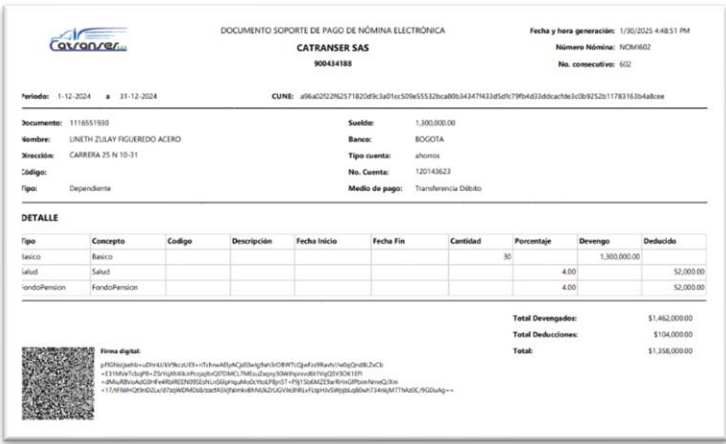 Catranser
DOCUMENTO SOPORTE DE PAGO DE NÓMINA ELECTRÓNICA
CATRANSER SAS
900434188
Fecha y hora generación: 1/30/2025 4:48:51 PM
Número Nómina: NOMI602
No. consecutivo: 602
Periodo: 1-12-2024 a 31-12-2024 CUNE:
Documento: 1116551930 Sueldo: 1,300,000.00
Nombre: LINETH ZULAY FIGUEREDO ACERO Banco: BOGOTA
Dirección: CARRERA 25 N 10-31 Tipo cuenta: ahorros
Código: No. Cuenta: 120143623
Tipo: Dependiente Medio de pago: Transferencia Débito
DETALLE
Tipo Concepto Codigo Descripción Fecha Inicio Fecha Fin Cantidad Porcentaje Devengo Deducido
Basico Basico 30 1,300,000.00
Salud Salud 4.00 52,000.00
FondoPension FondoPension 4.00 52,000.00
Total Devengados: $1,462,000.00
Total Deducciones: $104,000.00
Total: $1,358,000.00
Firma digital: